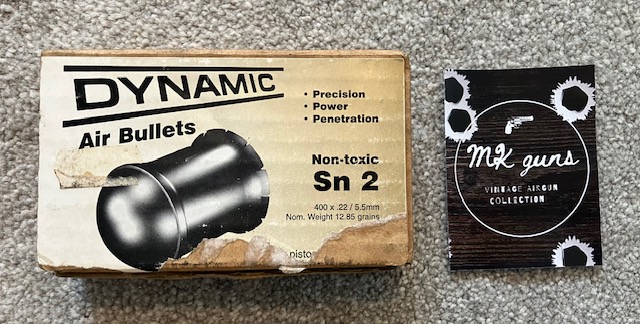 DYNAMIC
Air Bullets
• Precision
• Power
• Penetration
Non-toxic
Sn 2
400 x .22 / 5.5mm
Nom. Weight 12.85 grains
MK guns
VINTAGE AIRGUN
COLLECTION